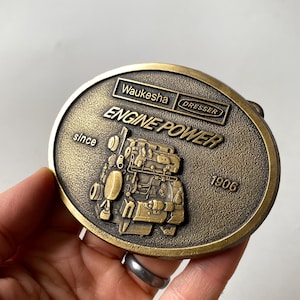 Waukesha DRESSER
ENGINE POWER
since 1906